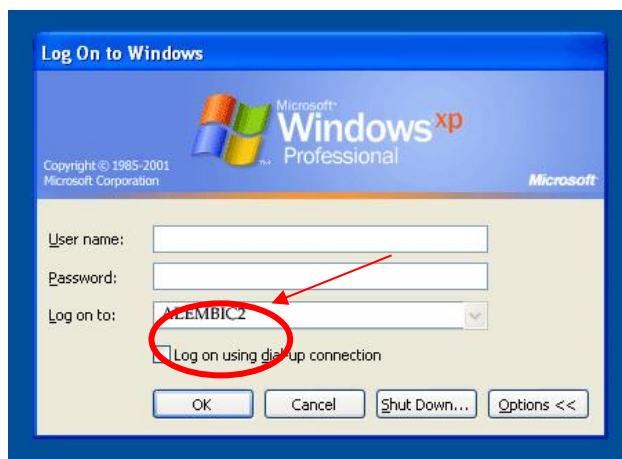 Log On to Windows
Microsoft®
Windows xp
Professional
Copyright © 1985-2001
Microsoft Corporation
Microsoft
User name:
Password:
Log on to: ALEMBIC2
Log on using dial-up connection
OK Cancel Shut Down... Options <<